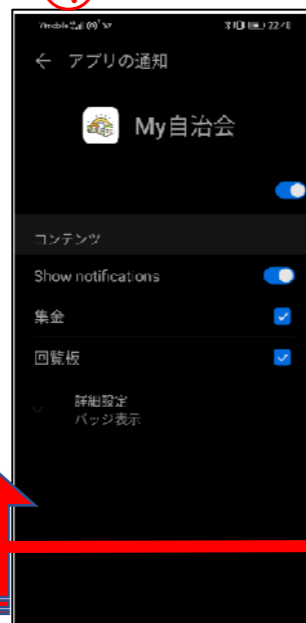 アプリの通知
My自治会
コンテンツ
Show notifications
集金
回覧板
詳細設定
バッジ表示